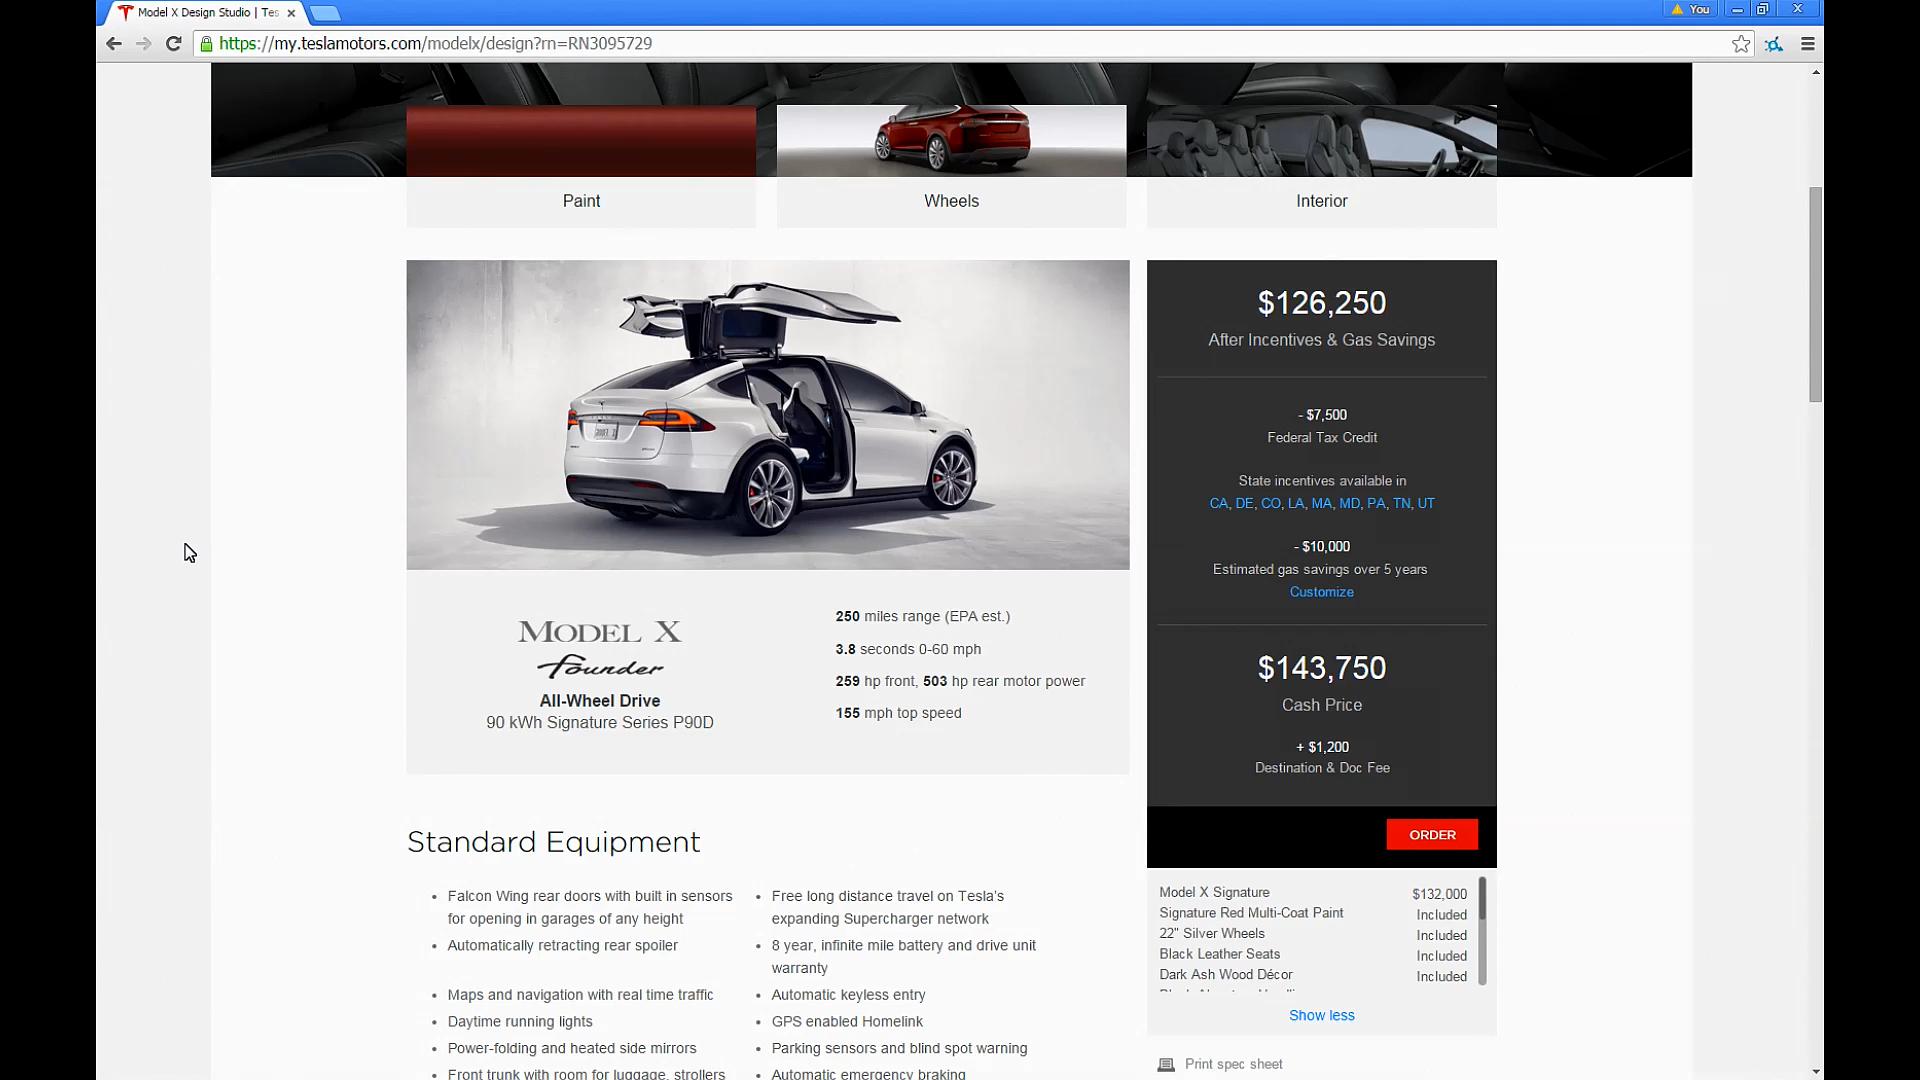 Model X Design Studio | Tes
You
https://my.teslamotors.com/modelx/design?rn=RN3095729
Paint
Wheels
Interior
$126,250
After Incentives & Gas Savings
- $7,500
Federal Tax Credit
State incentives available in
CA, DE, CO, LA, MA, MD, PA, TN, UT
- $10,000
Estimated gas savings over 5 years
Customize
$143,750
Cash Price
+ $1,200
Destination & Doc Fee
ORDER
MODEL X
Founder
All-Wheel Drive
90 kWh Signature Series P90D
250 miles range (EPA est.)
3.8 seconds 0-60 mph
259 hp front, 503 hp rear motor power
155 mph top speed
Standard Equipment
Falcon Wing rear doors with built in sensors
for opening in garages of any height
Automatically retracting rear spoiler
Maps and navigation with real time traffic
Daytime running lights
Power-folding and heated side mirrors
Front trunk with room for luggage, strollers
Free long distance travel on Tesla's
expanding Supercharger network
8 year, infinite mile battery and drive unit
warranty
Automatic keyless entry
GPS enabled Homelink
Parking sensors and blind spot warning
Automatic emergency braking
Model X Signature $132,000
Signature Red Multi-Coat Paint Included
22" Silver Wheels Included
Black Leather Seats Included
Dark Ash Wood Décor Included
Show less
Print spec sheet